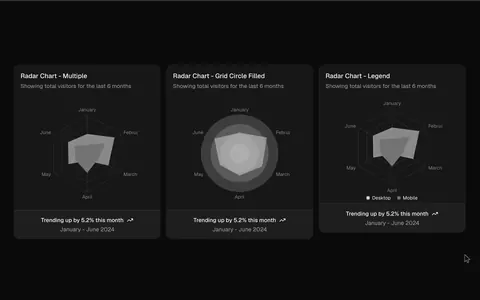 Radar Chart - Multiple
Showing total visitors for the last 6 months
January
June
Februa
May
March
April
Trending up by 5.2% this month
January - June 2024
Radar Chart - Grid Circle Filled
Showing total visitors for the last 6 months
January
June
Februa
May
March
April
Trending up by 5.2% this month
January - June 2024
Radar Chart - Legend
Showing total visitors for the last 6 months
January
June
Februa
May
March
April
Desktop
Mobile
Trending up by 5.2% this month
January - June 2024